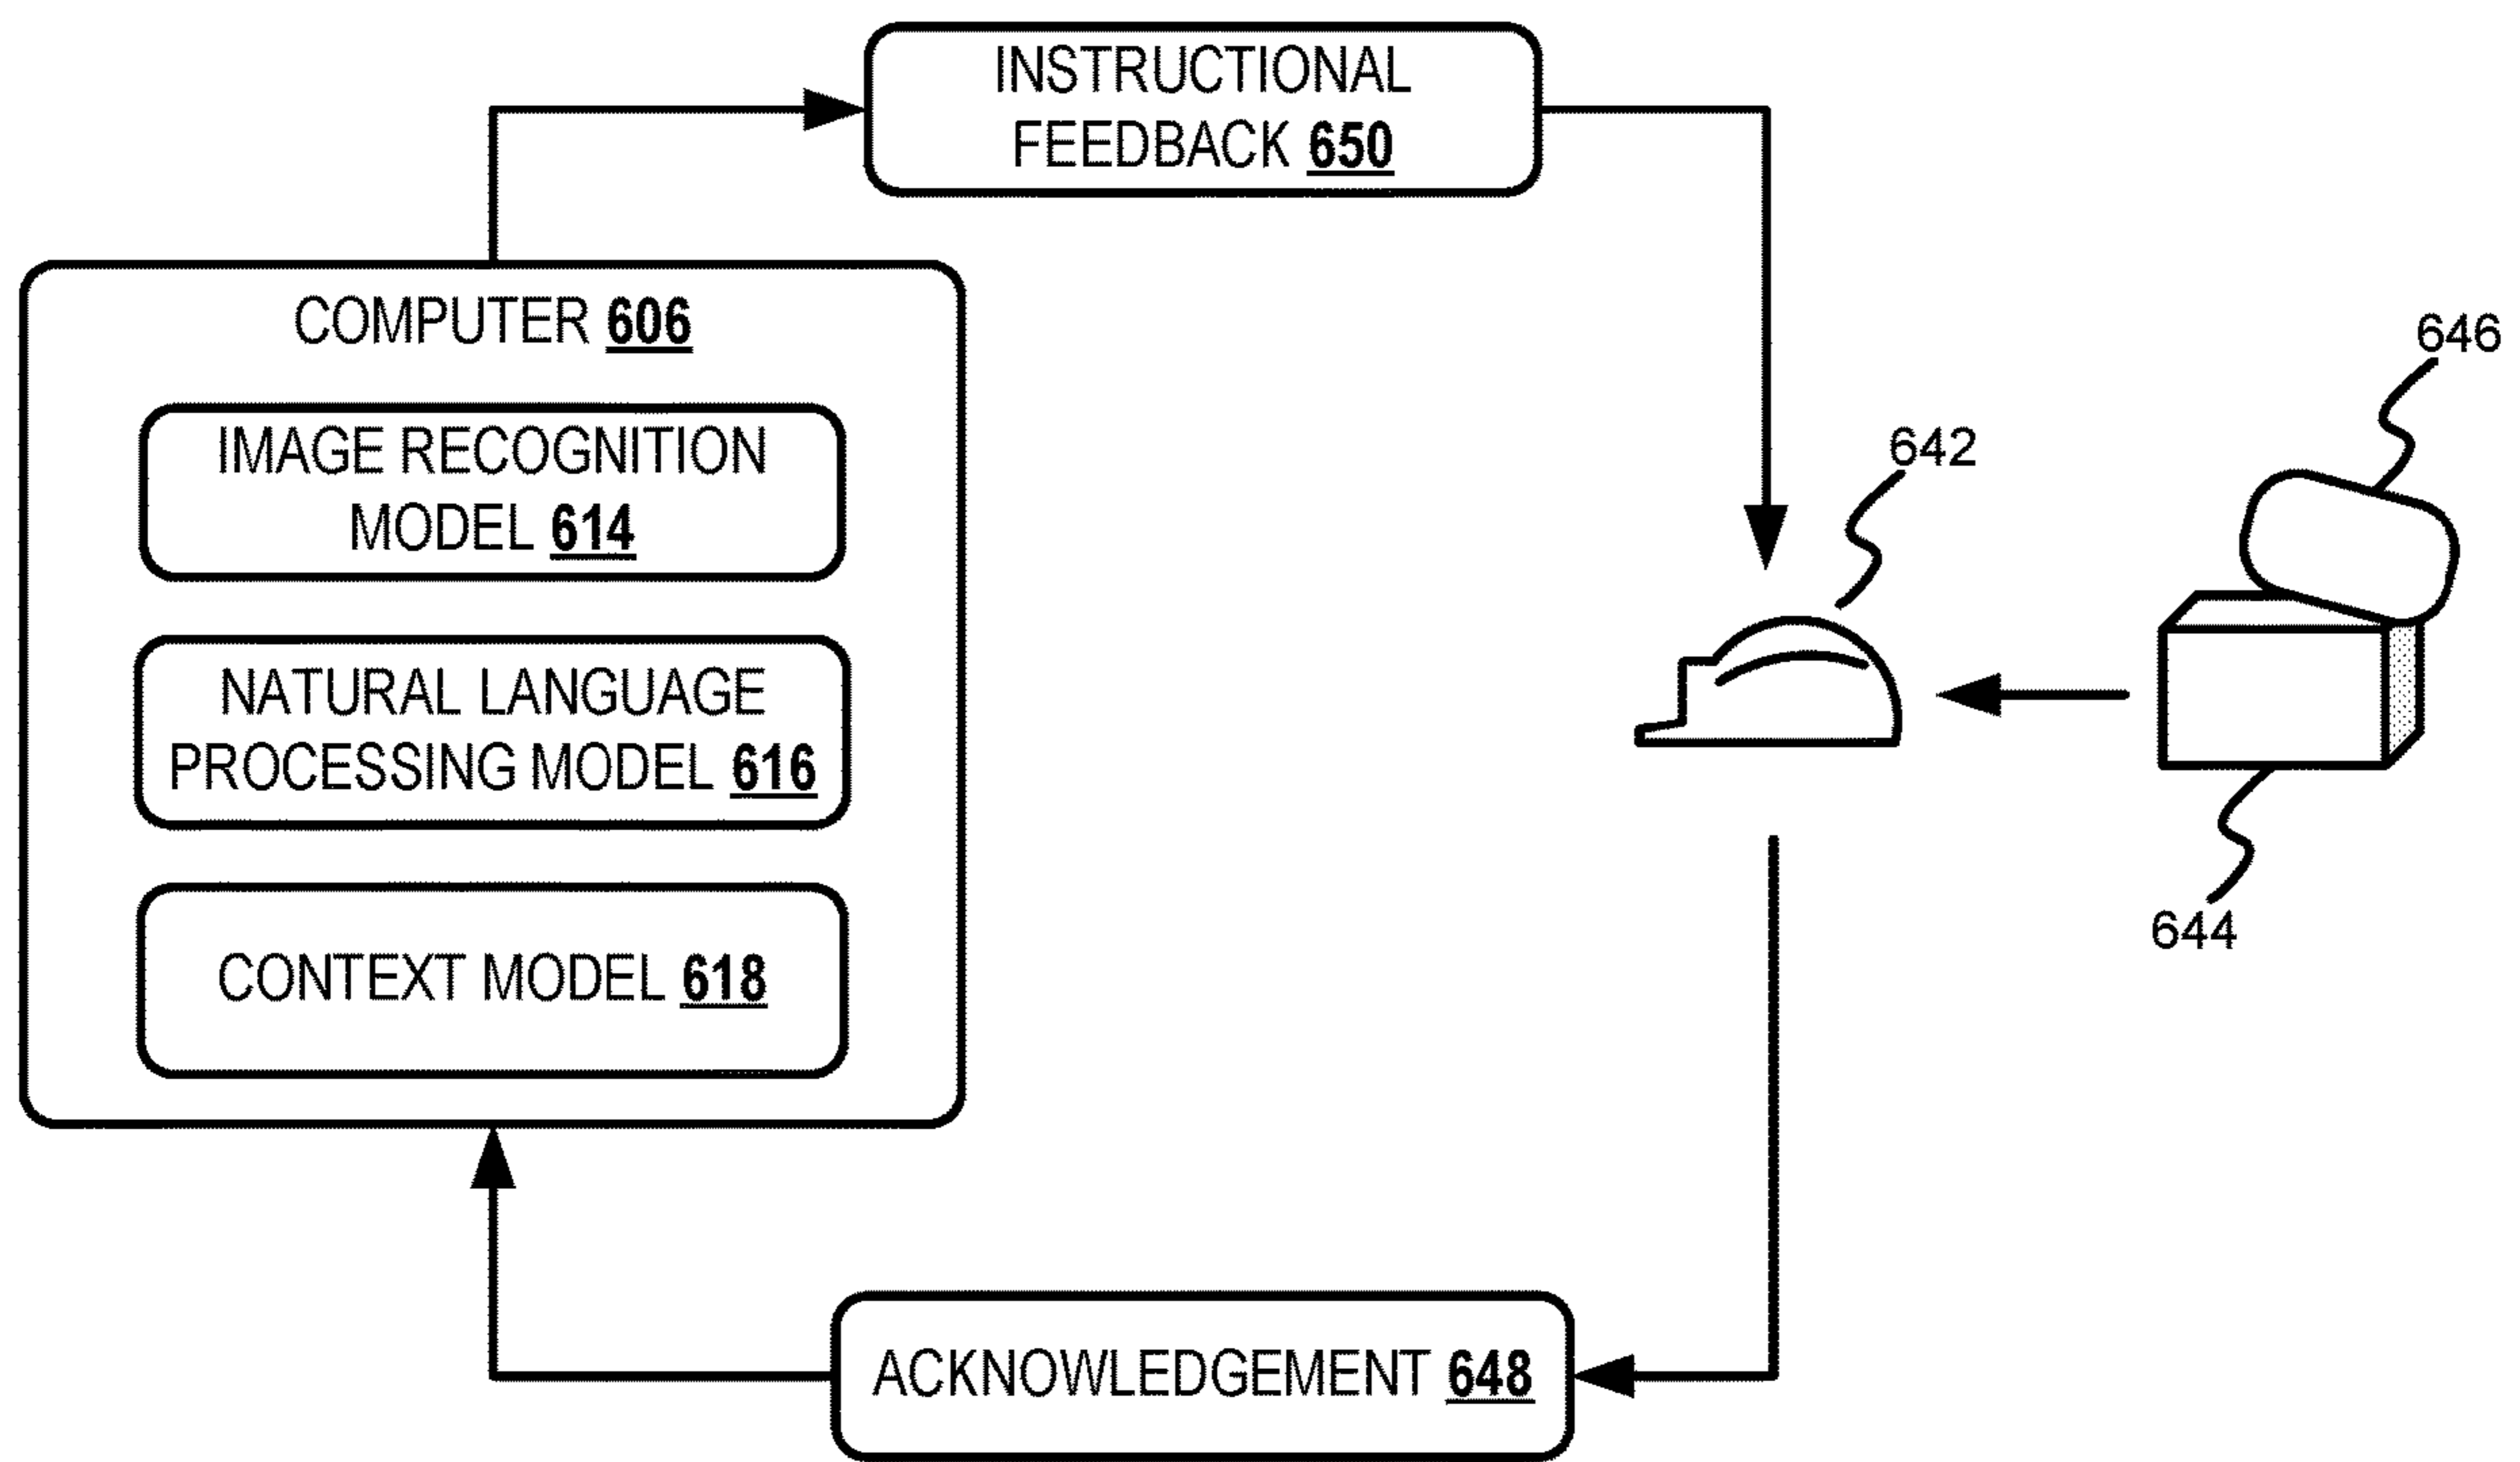 INSTRUCTIONAL
FEEDBACK 650
COMPUTER 606
IMAGE RECOGNITION
MODEL 614
NATURAL LANGUAGE
PROCESSING MODEL 616
CONTEXT MODEL 618
646
642
644
ACKNOWLEDGEMENT 648